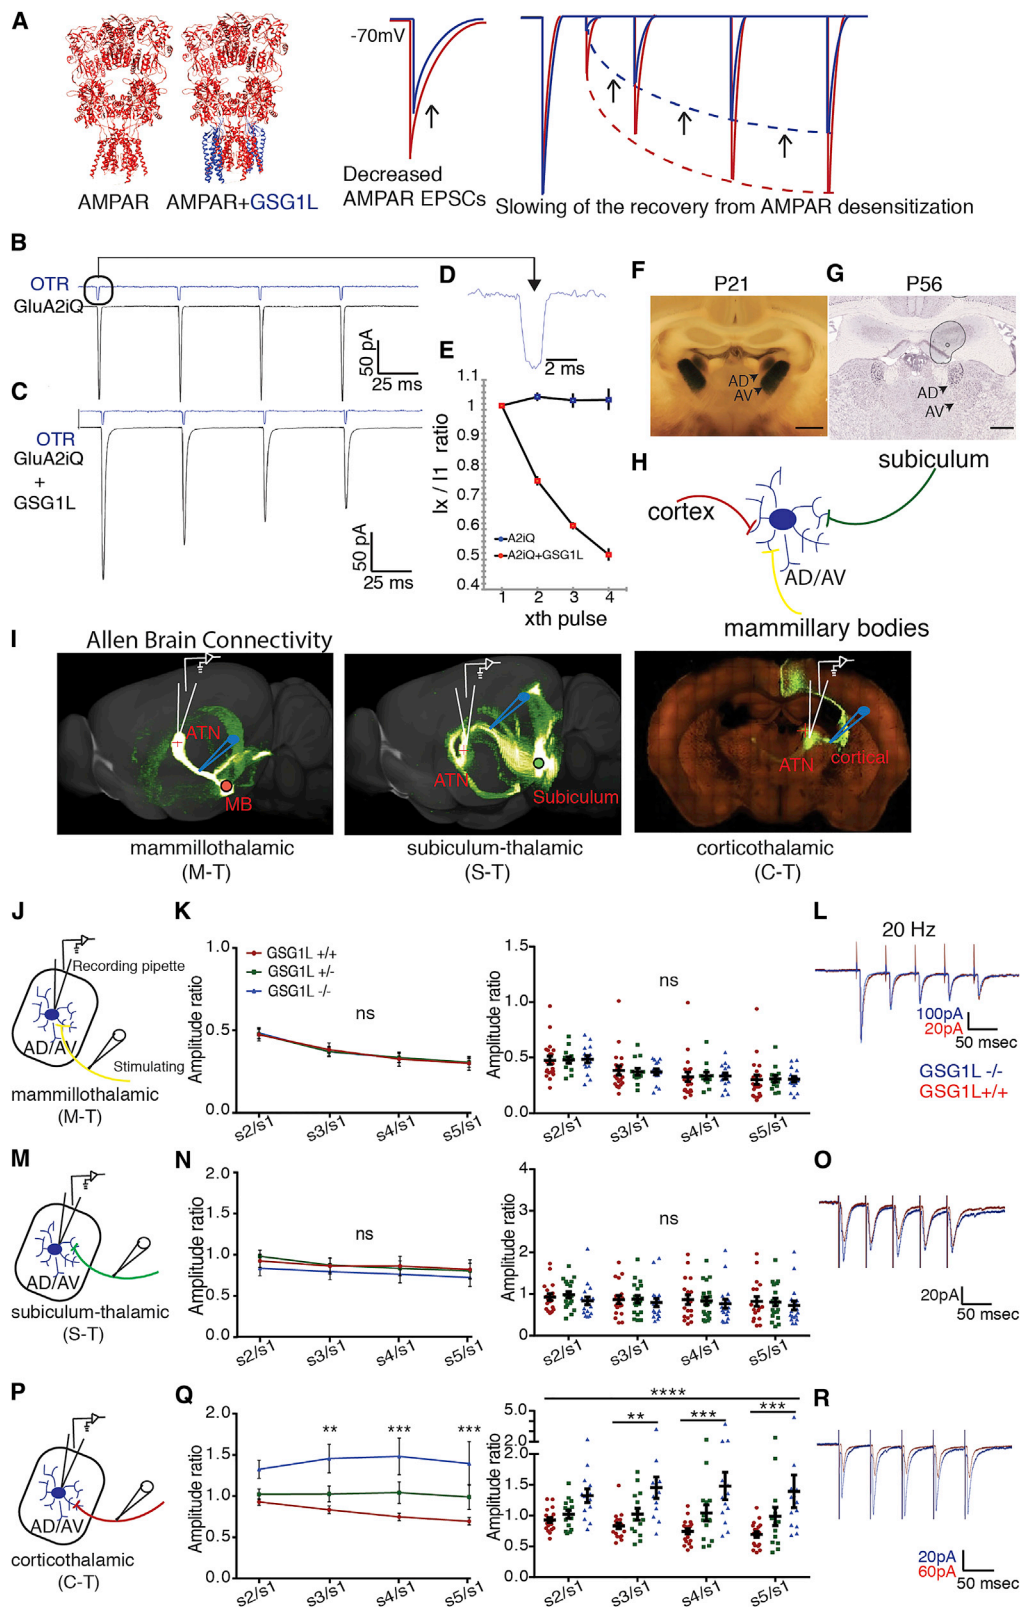 A
-70mV
AMPAR
AMPAR+GSG1L
Decreased
AMPAR EPSCs
Slowing of the recovery from AMPAR desensitization
B
OTR
GluA2iQ
50 pA
25 ms
C
OTR
GluA2iQ
+
GSG1L
50 pA
25 ms
D
2 ms
E
Ix / I1 ratio
1.1
1
0.9
0.8
0.7
0.6
0.5
0.4
A2iQ
A2iQ+GSG1L
1 2 3 4
xth pulse
F
P21
AD
AV
G
P56
AD
AV
H
subiculum
cortex
AD/AV
mammillary bodies
I
Allen Brain Connectivity
ATN
MB
mammillothalamic
(M-T)
ATN
Subiculum
subiculum-thalamic
(S-T)
ATN
cortical
corticothalamic
(C-T)
J
Recording pipette
AD/AV
Stimulating
mammillothalamic
(M-T)
K
Amplitude ratio
1.0
0.5
0.0
GSG1L +/+
GSG1L +/-
GSG1L -/-
ns
s2/s1 s3/s1 s4/s1 s5/s1
Amplitude ratio
1.5
1.0
0.5
0.0
ns
s2/s1 s3/s1 s4/s1 s5/s1
L
20 Hz
100pA
20pA
50 msec
GSG1L -/-
GSG1L+/+
M
AD/AV
subiculum-thalamic
(S-T)
N
Amplitude ratio
2.0
1.5
1.0
0.5
0.0
ns
s2/s1 s3/s1 s4/s1 s5/s1
Amplitude ratio
4
3
2
1
0
ns
s2/s1 s3/s1 s4/s1 s5/s1
O
20pA
50 msec
P
AD/AV
corticothalamic
(C-T)
Q
Amplitude ratio
2.0
1.5
1.0
0.5
0.0
** *** ***
s2/s1 s3/s1 s4/s1 s5/s1
Amplitude ratio
5.0
2.0
2.0
1.5
1.0
0.5
0.0
****
** *** ***
s2/s1 s3/s1 s4/s1 s5/s1
R
20pA
60pA
50 msec